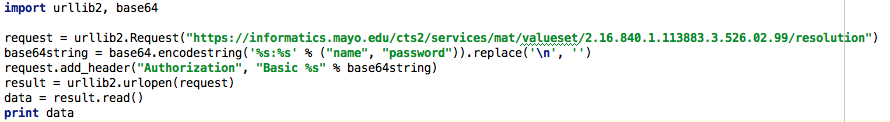 import urllib2, base64
request = urllib2.Request("https://informatics.mayo.edu/cts2/services/mat/valueset/2.16.840.1.113883.3.526.02.99/resolution")
base64string = base64.encodestring('%s:%s' % ("name", "password")).replace('\n', '')
request.add_header("Authorization", "Basic %s" % base64string)
result = urllib2.urlopen(request)
data = result.read()
print data